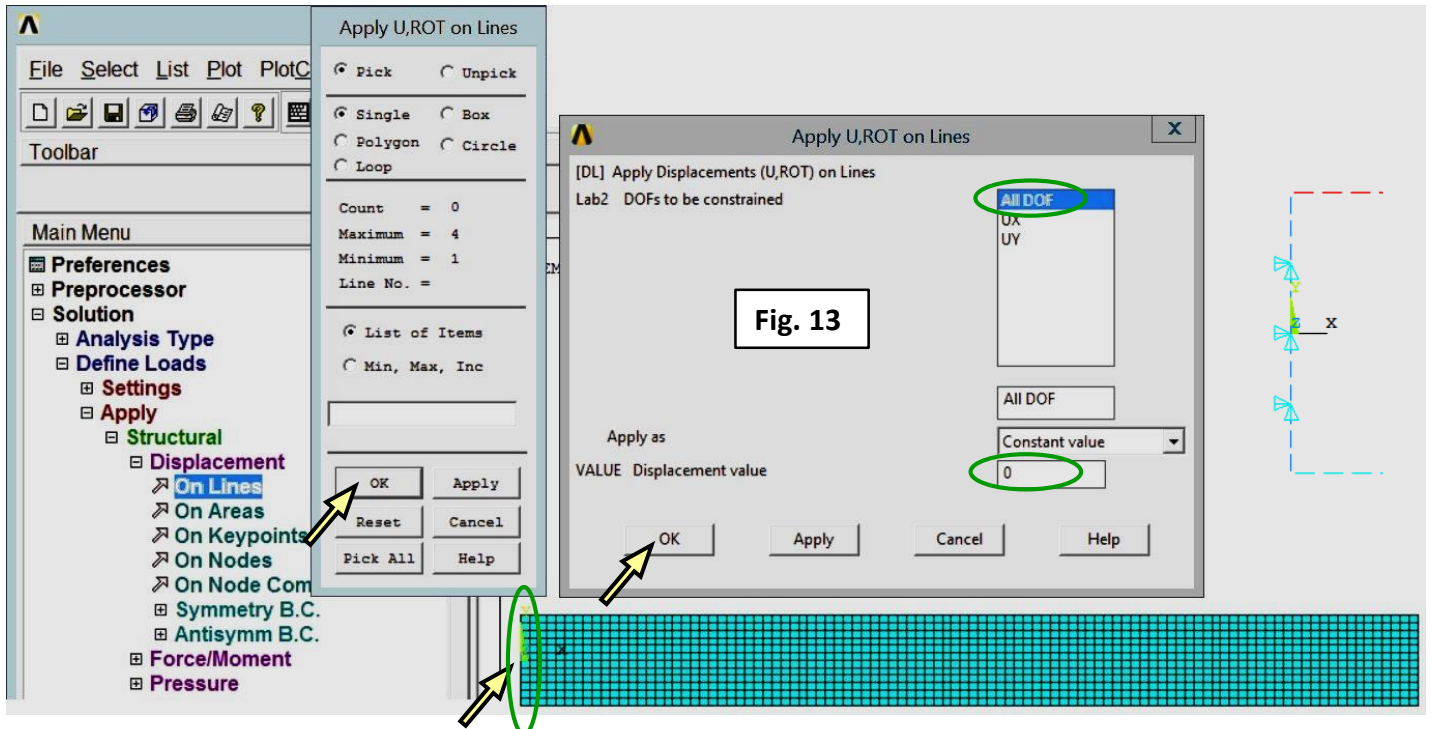 File Select List Plot PlotC
Toolbar
Main Menu
Preferences
Preprocessor
Solution
Analysis Type
Define Loads
Settings
Apply
Structural
Displacement
On Lines
On Areas
On Keypoints
On Nodes
On Node Com
Symmetry B.C.
Antisymm B.C.
Force/Moment
Pressure
Apply U,ROT on Lines
Pick Unpick
Single Box
Polygon Circle
Loop
Count = 0
Maximum = 4
Minimum = 1
Line No. =
List of Items
Min, Max, Inc
OK Apply
Reset Cancel
Pick All Help
Apply U,ROT on Lines X
[DL] Apply Displacements (U,ROT) on Lines
Lab2 DOFs to be constrained
All DOF
UX
UY
Fig. 13
All DOF
Apply as Constant value
VALUE Displacement value 0
OK Apply Cancel Help
Y
Z X
Y
X